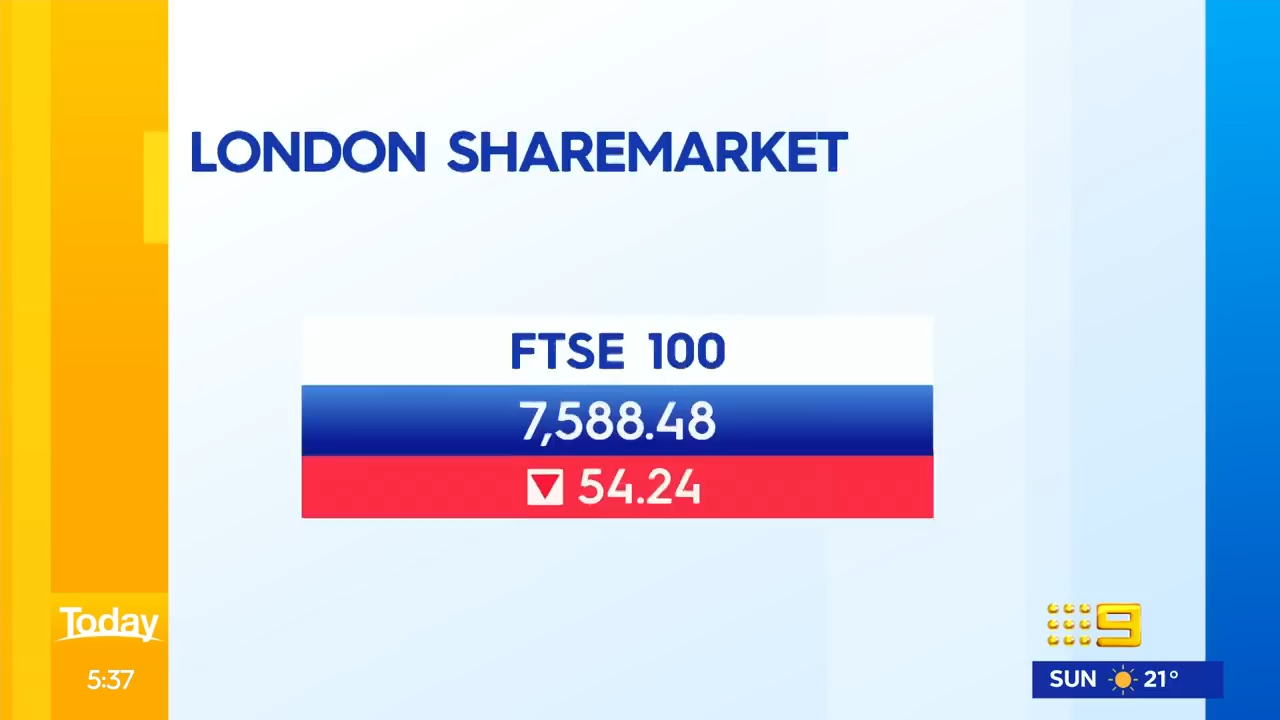 LONDON SHAREMARKET
FTSE 100
7,588.48
54.24
Today
5:37
9
SUN 21°